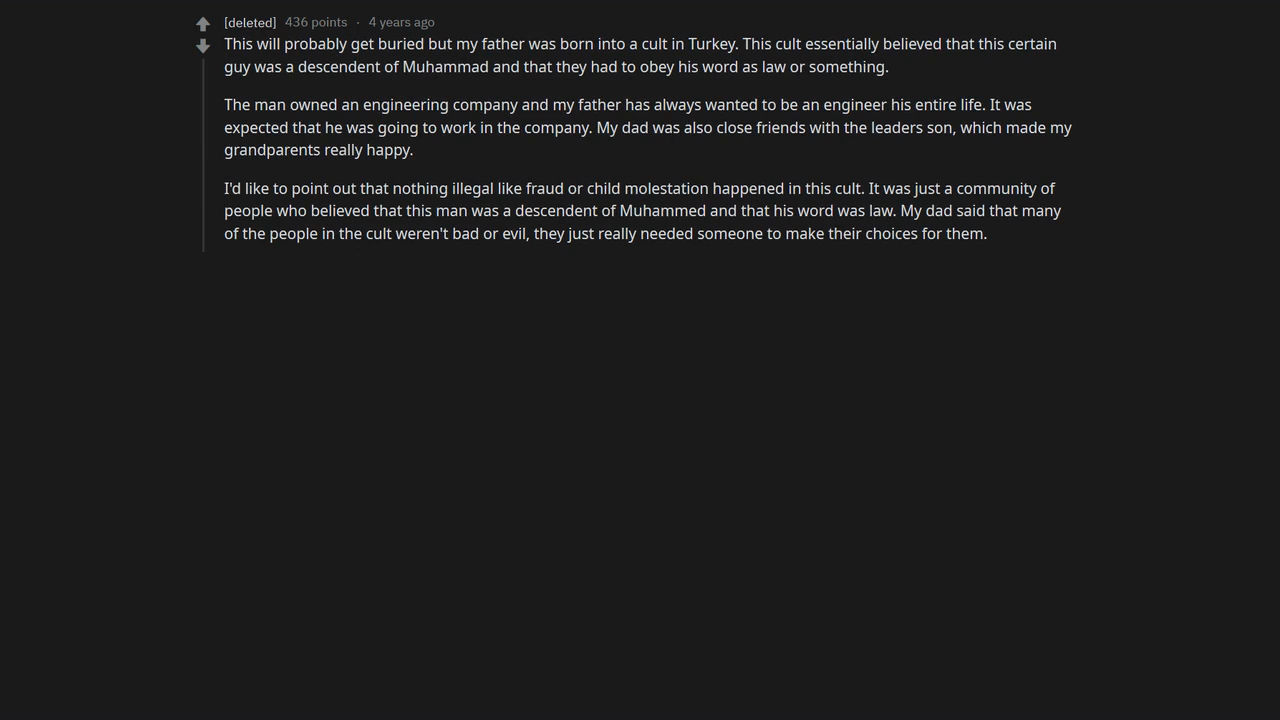 [deleted] 436 points · 4 years ago
This will probably get buried but my father was born into a cult in Turkey. This cult essentially believed that this certain
guy was a descendent of Muhammad and that they had to obey his word as law or something.
The man owned an engineering company and my father has always wanted to be an engineer his entire life. It was
expected that he was going to work in the company. My dad was also close friends with the leaders son, which made my
grandparents really happy.
I'd like to point out that nothing illegal like fraud or child molestation happened in this cult. It was just a community of
people who believed that this man was a descendent of Muhammed and that his word was law. My dad said that many
of the people in the cult weren't bad or evil, they just really needed someone to make their choices for them.